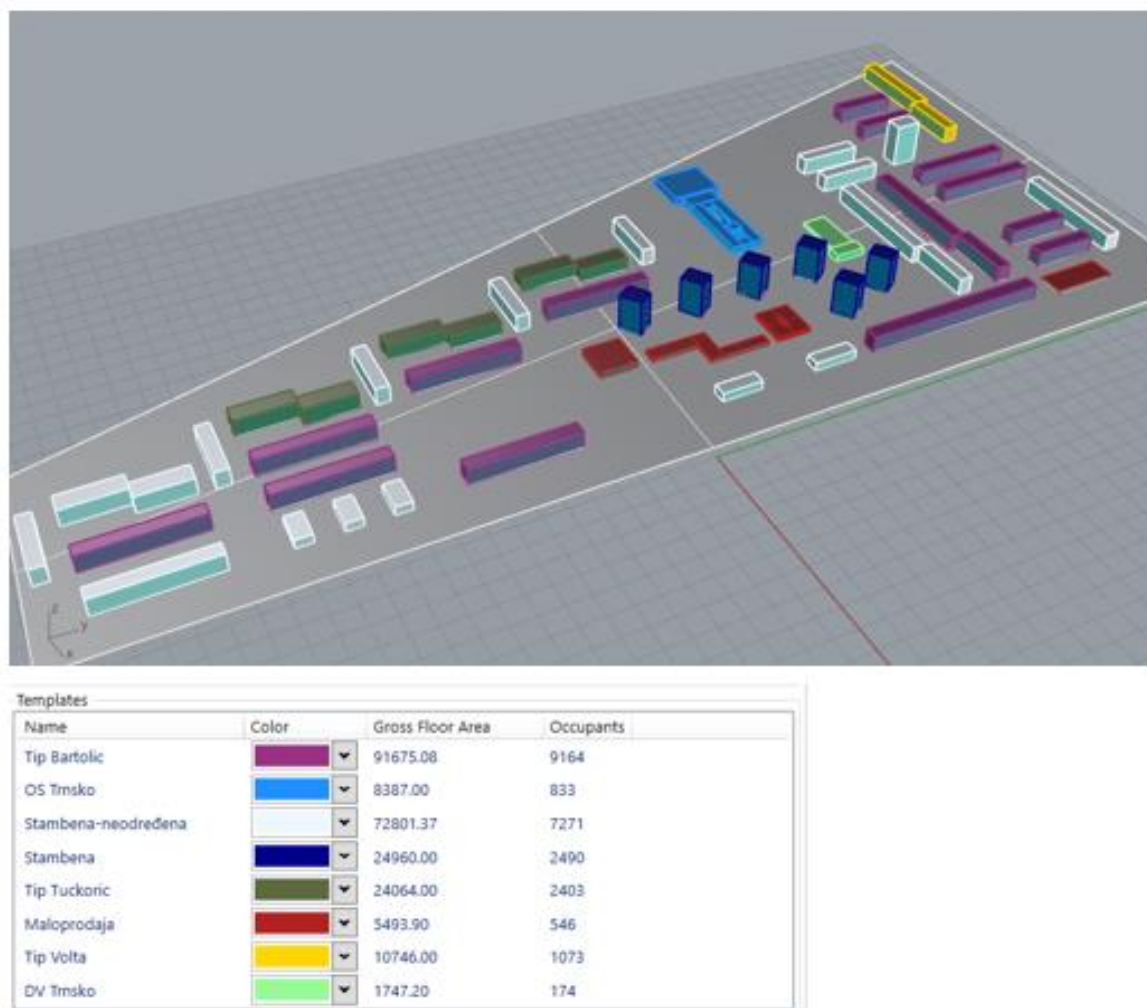 z
y
x
Templates
Name Color Gross Floor Area Occupants
Tip Bartolic 91675.08 9164
OS Trnsko 8387.00 833
Stambena-neodređena 72801.37 7271
Stambena 24960.00 2490
Tip Tuckoric 24064.00 2403
Maloprodaja 5493.90 546
Tip Volta 10746.00 1073
DV Trnsko 1747.20 174